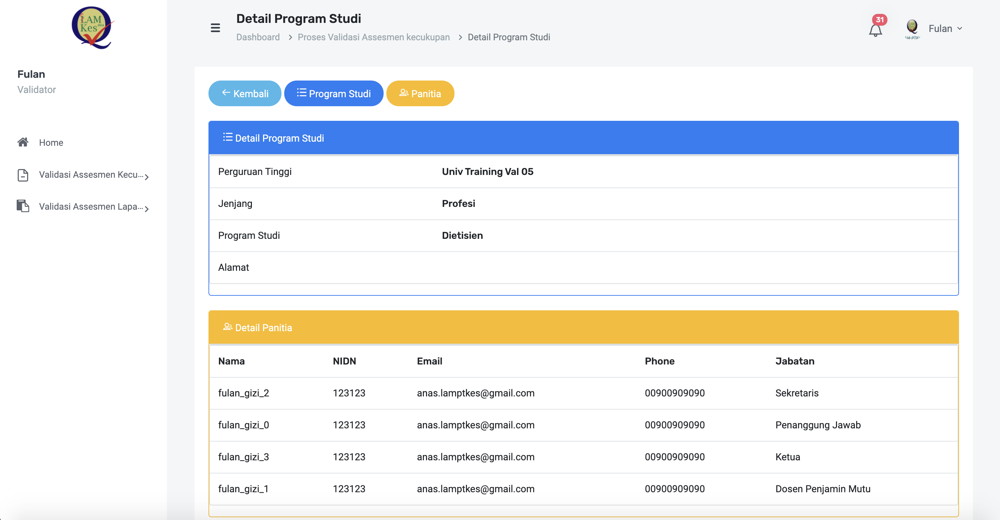 LAM
Kes 2014
Fulan
Validator
Home
Validasi Assesmen Kecu...
Validasi Assesmen Lapa...
Detail Program Studi
Dashboard > Proses Validasi Assesmen kecukupan > Detail Program Studi
31
Fulan
Kembali Program Studi Panitia
Detail Program Studi
Perguruan Tinggi Univ Training Val 05
Jenjang Profesi
Program Studi Dietisien
Alamat
Detail Panitia
Nama NIDN Email Phone Jabatan
fulan_gizi_2 123123 anas.lamptkes@gmail.com 00900909090 Sekretaris
fulan_gizi_0 123123 anas.lamptkes@gmail.com 00900909090 Penanggung Jawab
fulan_gizi_3 123123 anas.lamptkes@gmail.com 00900909090 Ketua
fulan_gizi_1 123123 anas.lamptkes@gmail.com 00900909090 Dosen Penjamin Mutu